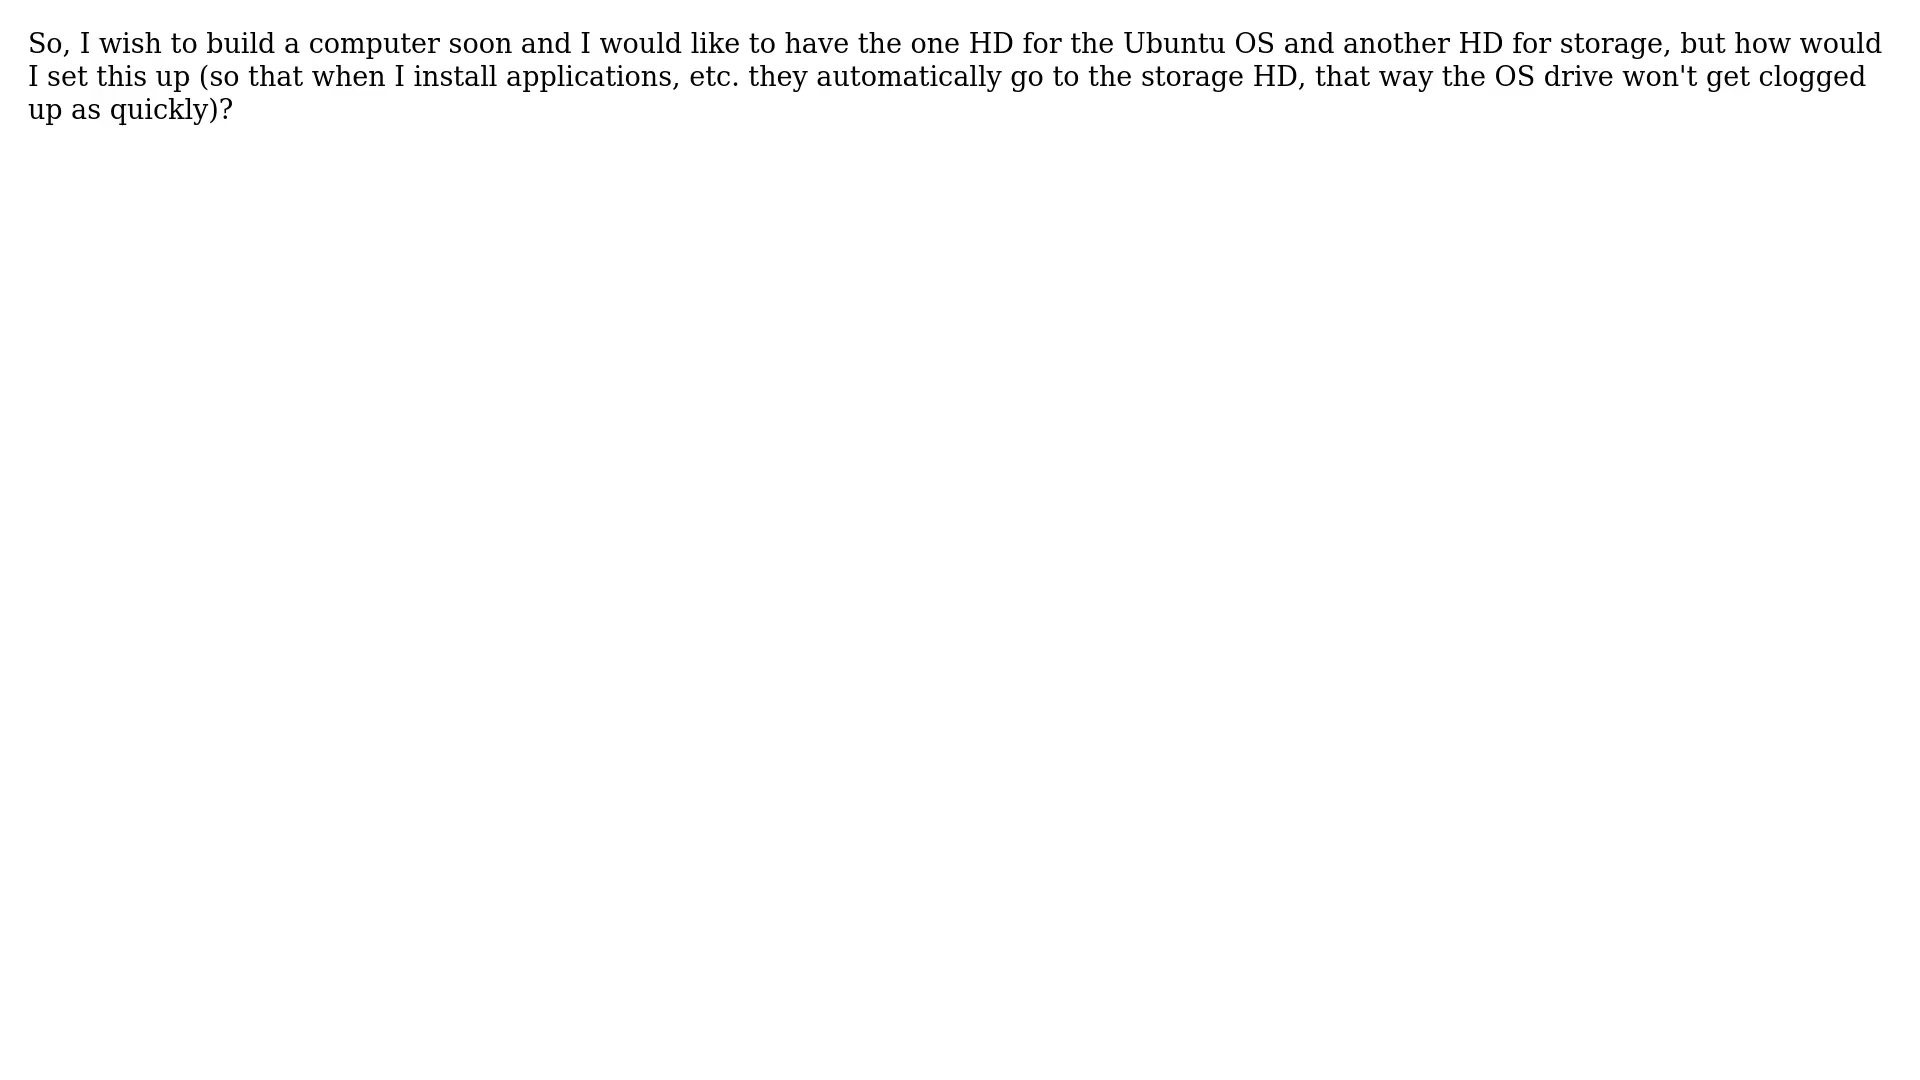 So, I wish to build a computer soon and I would like to have the one HD for the Ubuntu OS and another HD for storage, but how would
I set this up (so that when I install applications, etc. they automatically go to the storage HD, that way the OS drive won't get clogged
up as quickly)?